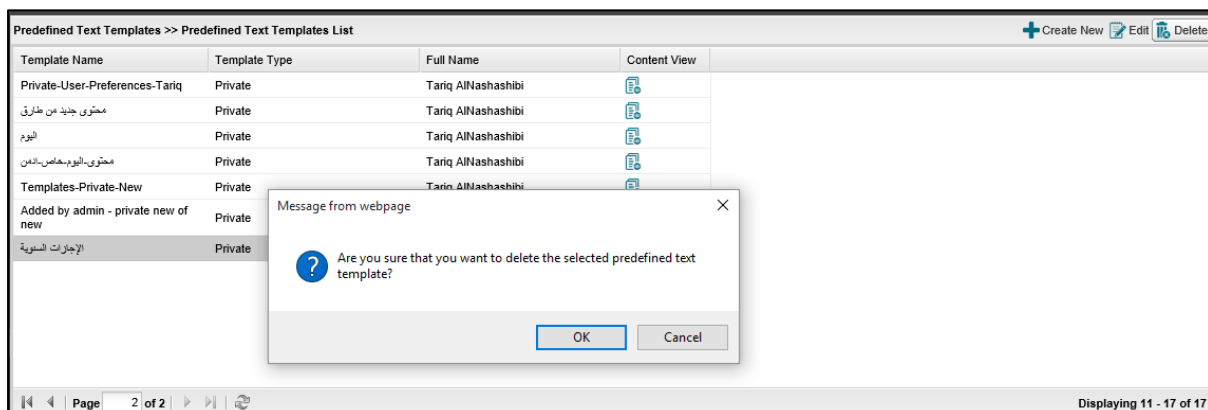 Predefined Text Templates >> Predefined Text Templates List
Create New Edit Delete
Template Name Template Type Full Name Content View
Private-User-Preferences-Tariq Private Tariq AlNashashibi
محتوى جديد من طارق Private Tariq AlNashashibi
اليوم Private Tariq AlNashashibi
محتوى-اليوم-خاص-ادمن Private Tariq AlNashashibi
Templates-Private-New Private Tariq AlNashashibi
Added by admin - private new of
new
Private
الإجازات السنوية Private
Message from webpage
Are you sure that you want to delete the selected predefined text
template?
OK Cancel
Page 2 of 2
Displaying 11 - 17 of 17